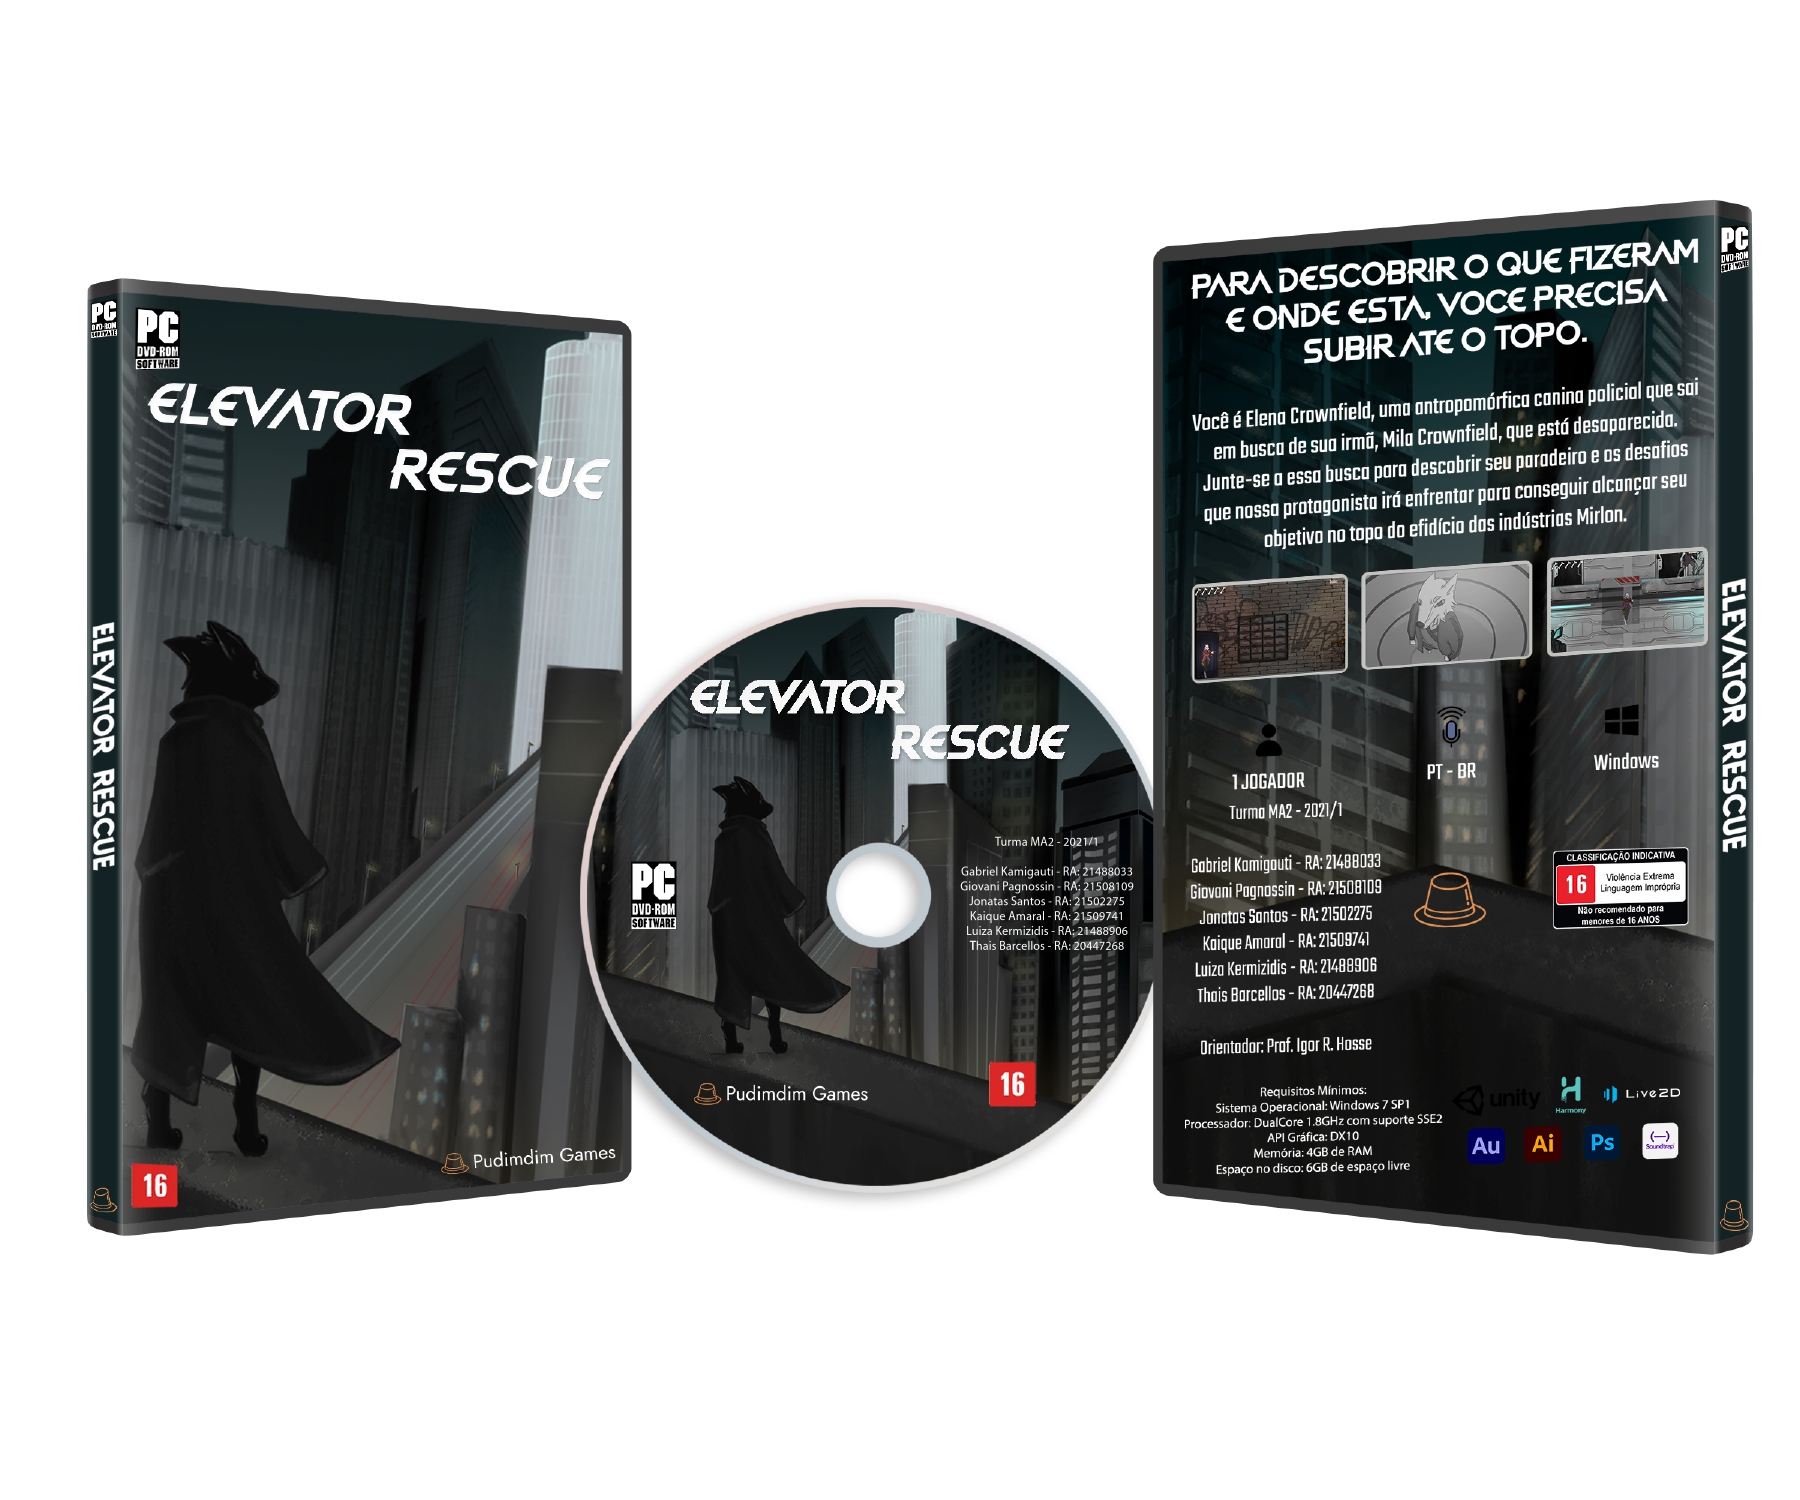 PC
DVD-ROM
SOFTWARE
ELEVATOR RESCUE
PC
DVD-ROM
SOFTWARE
ELEVATOR
RESCUE
16
Pudimdim Games
ELEVATOR
RESCUE
PC
DVD-ROM
SOFTWARE
Turma MA2 - 2021/1
Gabriel Kamigauti - RA: 21488033
Giovani Pagnossin - RA: 21508109
Jonatas Santos - RA: 21502275
Kaique Amaral - RA: 21509741
Luiza Kermizidis - RA: 21488906
Thais Barcellos - RA: 20447268
Pudimdim Games
16
PARA DESCOBRIR O QUE FIZERAM
E ONDE ESTA, VOCE PRECISA
SUBIR ATE O TOPO.
Você é Elena Crownfield, uma antropomórfica canina policial que sai
em busca de sua irmã, Mila Crownfield, que está desaparecida.
Junte-se a essa busca para descobrir seu paradeiro e os desafios
que nossa protagonista irá enfrentar para conseguir alcançar seu
objetivo no topo do efidício das indústrias Mirlon.
1 JOGADOR
PT - BR
Windows
Turma MA2 - 2021/1
Gabriel Kamigauti - RA: 21488033
Giovani Pagnossin - RA: 21508109
Jonatas Santos - RA: 21502275
Kaique Amaral - RA: 21509741
Luiza Kermizidis - RA: 21488906
Thais Barcellos - RA: 20447268
Orientador: Prof. Igor R. Hosse
CLASSIFICAÇÃO INDICATIVA
16
Violência Extrema
Linguagem Imprópria
Não recomendado para
menores de 16 ANOS
Requisitos Mínimos:
Sistema Operacional: Windows 7 SP1
Processador: DualCore 1.8GHz com suporte SSE2
API Gráfica: DX10
Memória: 4GB de RAM
Espaço no disco: 6GB de espaço livre
unity
Harmony
Live2D
Au
Ai
Ps
Soundtrap
PC
DVD-ROM
SOFTWARE
ELEVATOR RESCUE